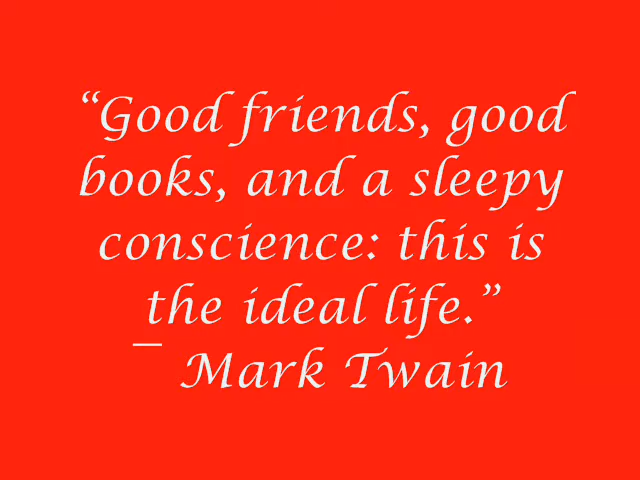 “Good friends, good
books, and a sleepy
conscience: this is
the ideal life.”
― Mark Twain